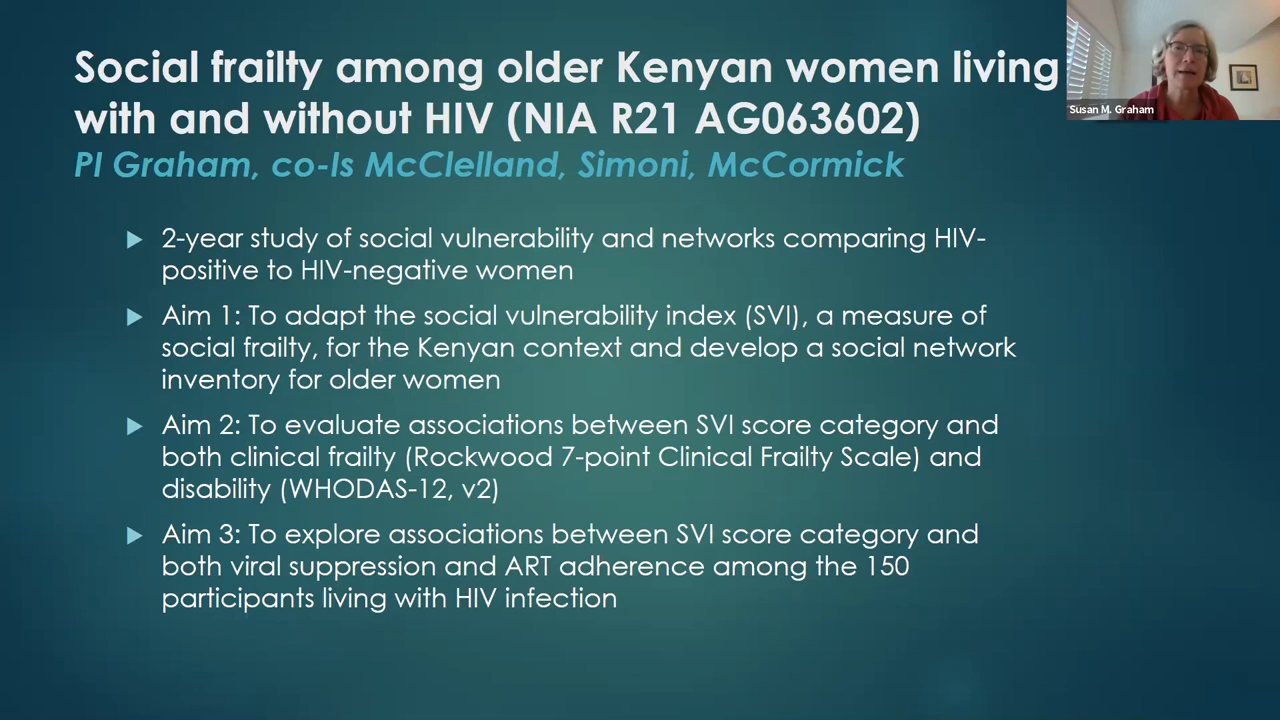 Social frailty among older Kenyan women living
with and without HIV (NIA R21 AG063602)
PI Graham, co-Is McClelland, Simoni, McCormick
2-year study of social vulnerability and networks comparing HIV-
positive to HIV-negative women
Aim 1: To adapt the social vulnerability index (SVI), a measure of
social frailty, for the Kenyan context and develop a social network
inventory for older women
Aim 2: To evaluate associations between SVI score category and
both clinical frailty (Rockwood 7-point Clinical Frailty Scale) and
disability (WHODAS-12, v2)
Aim 3: To explore associations between SVI score category and
both viral suppression and ART adherence among the 150
participants living with HIV infection
Susan M. Graham